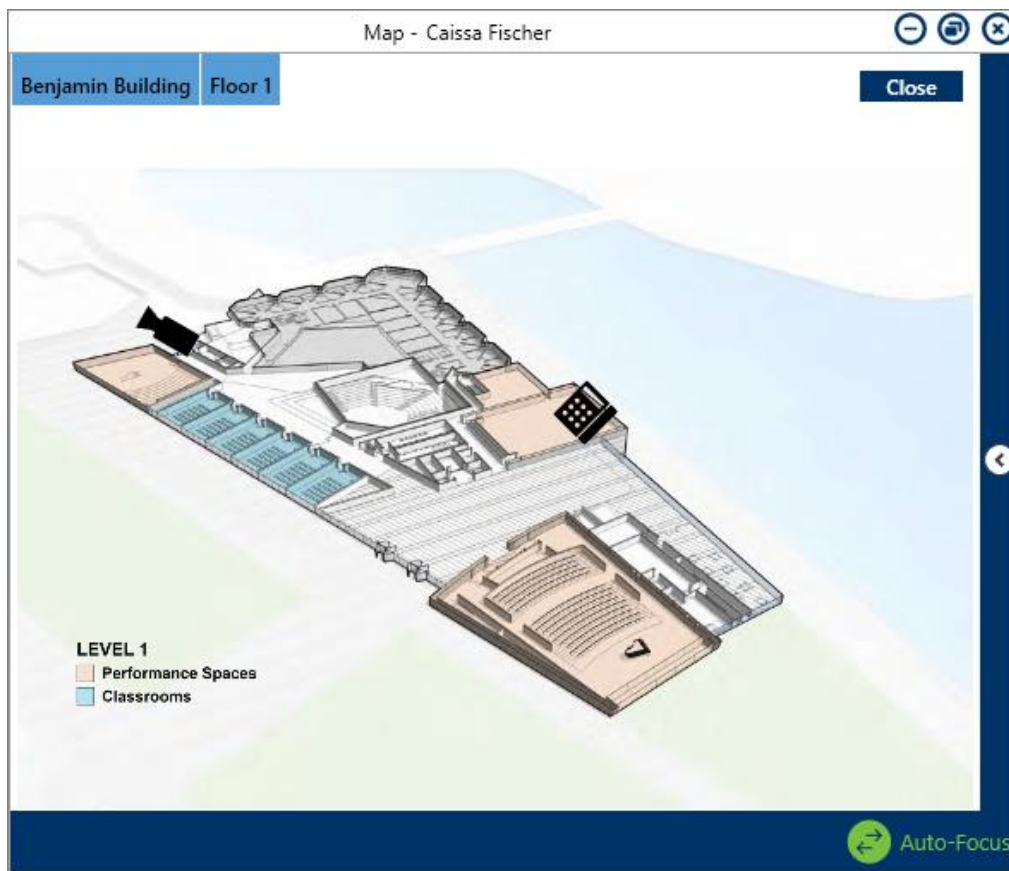 Map - Caissa Fischer
Benjamin Building Floor 1
Close
LEVEL 1
Performance Spaces
Classrooms
Auto-Focus